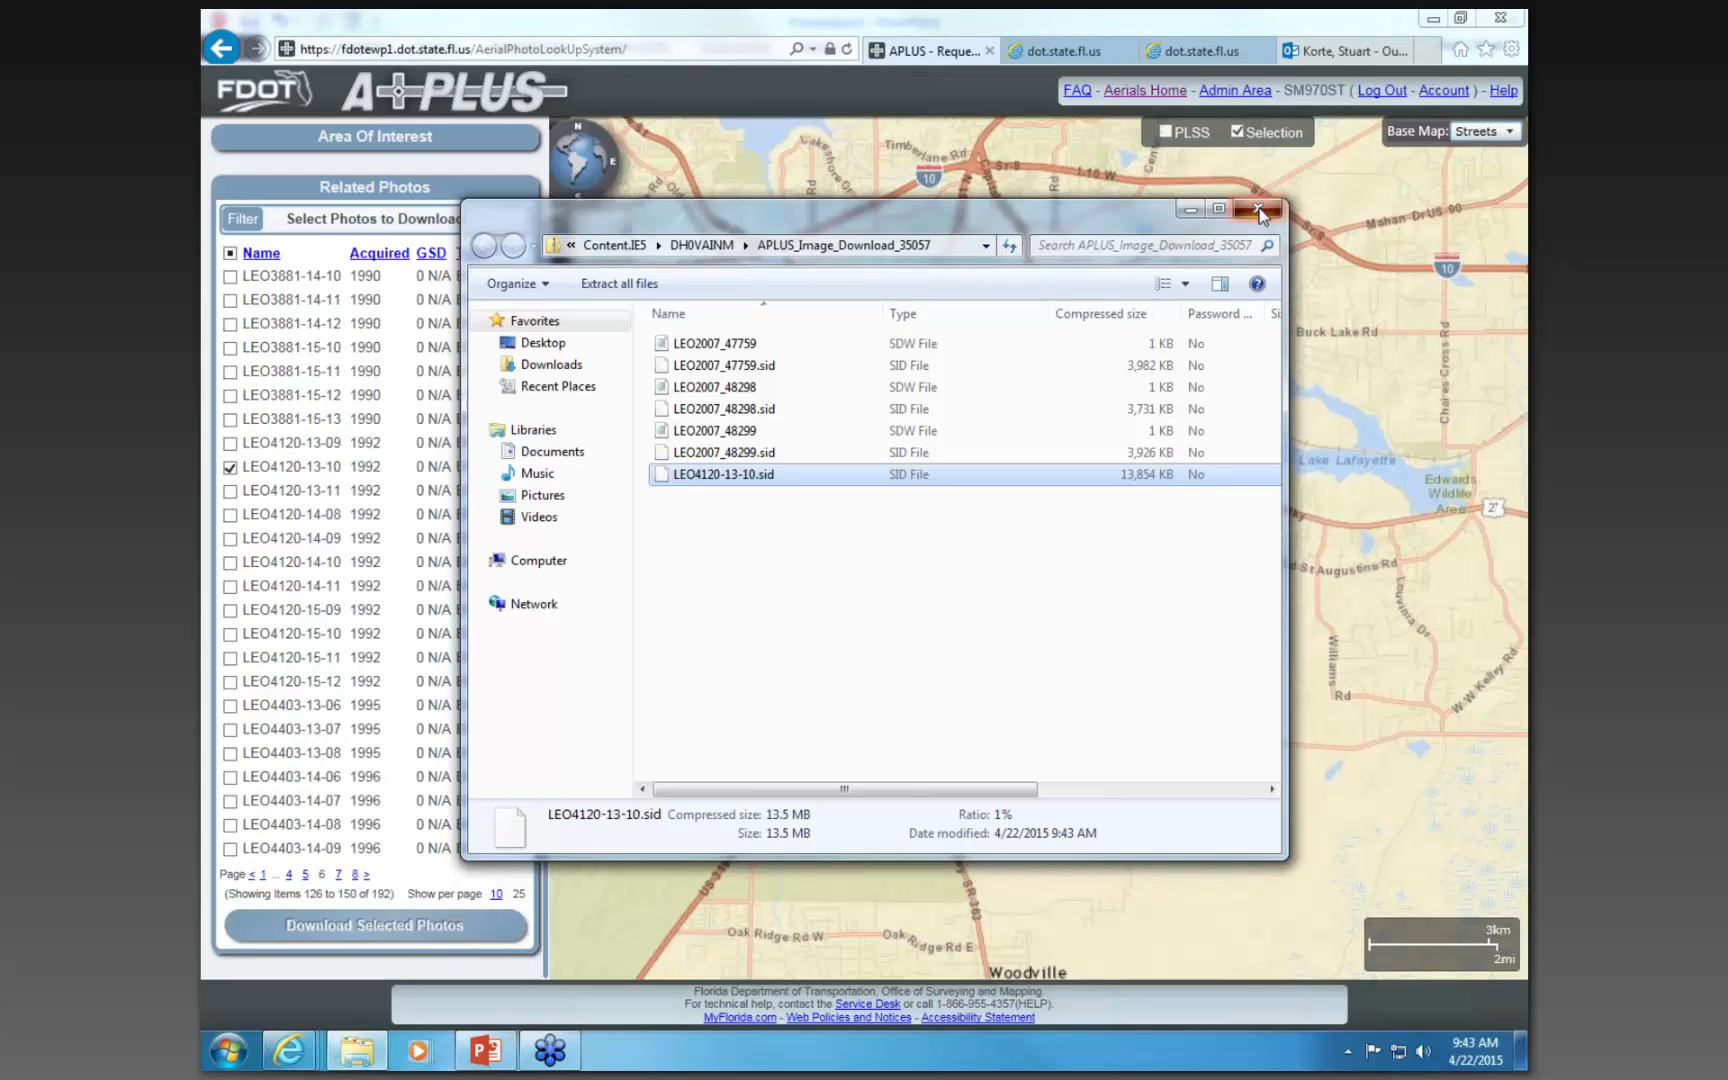 https://fdotewp1.dot.state.fl.us/AerialPhotoLookUpSystem/
APLUS - Reque...
dot.state.fl.us
dot.state.fl.us
Korte, Stuart - Ou...
FDOT
A+PLUS
FAQ - Aerials Home - Admin Area - SM970ST ( Log Out - Account ) - Help
Area Of Interest
PLSS
Selection
Base Map: Streets
Related Photos
Filter
Select Photos to Downloa
Name Acquired GSD
LEO3881-14-10 1990 0 N/A
LEO3881-14-11 1990 0 N/A
LEO3881-14-12 1990 0 N/A
LEO3881-15-10 1990 0 N/A
LEO3881-15-11 1990 0 N/A
LEO3881-15-12 1990 0 N/A
LEO3881-15-13 1990 0 N/A
LEO4120-13-09 1992 0 N/A
LEO4120-13-10 1992 0 N/A
LEO4120-13-11 1992 0 N/A
LEO4120-14-08 1992 0 N/A
LEO4120-14-09 1992 0 N/A
LEO4120-14-10 1992 0 N/A
LEO4120-14-11 1992 0 N/A
LEO4120-15-09 1992 0 N/A
LEO4120-15-10 1992 0 N/A
LEO4120-15-11 1992 0 N/A
LEO4120-15-12 1992 0 N/A
LEO4403-13-06 1995 0 N/A
LEO4403-13-07 1995 0 N/A
LEO4403-13-08 1995 0 N/A
LEO4403-14-06 1996 0 N/A
LEO4403-14-07 1996 0 N/A
LEO4403-14-08 1996 0 N/A
LEO4403-14-09 1996 0 N/A
Page < 1 ... 4 5 6 7 8 >
(Showing Items 126 to 150 of 192) Show per page 10 25
Download Selected Photos
« Content.IE5 DH0VAINM APLUS_Image_Download_35057
Search APLUS_Image_Download_35057
Organize
Extract all files
Favorites
Desktop
Downloads
Recent Places
Libraries
Documents
Music
Pictures
Videos
Computer
Network
Name Type Compressed size Password ... Si
LEO2007_47759 SDW File 1 KB No
LEO2007_47759.sid SID File 3,982 KB No
LEO2007_48298 SDW File 1 KB No
LEO2007_48298.sid SID File 3,731 KB No
LEO2007_48299 SDW File 1 KB No
LEO2007_48299.sid SID File 3,926 KB No
LEO4120-13-10.sid SID File 13,854 KB No
LEO4120-13-10.sid Compressed size: 13.5 MB Ratio: 1%
Size: 13.5 MB Date modified: 4/22/2015 9:43 AM
N
E
Timberlane Rd
10
I-10 W
Mahan Dr US 90
10
Buck Lake Rd
Chaires Cross Rd
Lake Lafayette
Edwards
Wildlife
Area
27
St Augustine Rd
Louvinia Dr
Williams
Rd
W W Kelley Rd
SR-363
Oak Ridge Rd W
Oak Ridge Rd E
Woodville
3km
2mi
Florida Department of Transportation, Office of Surveying and Mapping.
For technical help, contact the Service Desk or call 1-866-955-4357(HELP).
MyFlorida.com - Web Policies and Notices - Accessibility Statement
9:43 AM
4/22/2015